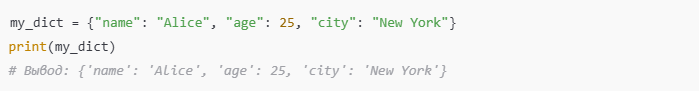 my_dict = {"name": "Alice", "age": 25, "city": "New York"}
print(my_dict)
# Вывод: {'name': 'Alice', 'age': 25, 'city': 'New York'}